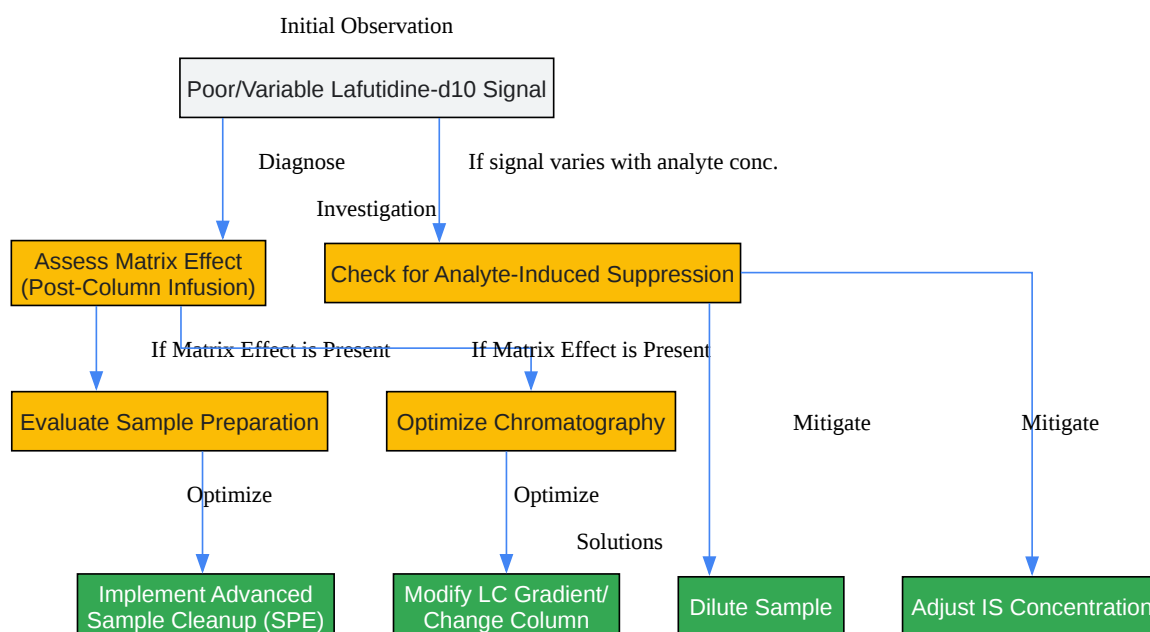 Initial Observation
Poor/Variable Lafutidine-d10 Signal
Diagnose
If signal varies with analyte conc.
Investigation
Assess Matrix Effect
(Post-Column Infusion)
Check for Analyte-Induced Suppression
If Matrix Effect is Present
If Matrix Effect is Present
Evaluate Sample Preparation
Optimize Chromatography
Mitigate
Mitigate
Optimize
Optimize
Solutions
Implement Advanced
Sample Cleanup (SPE)
Modify LC Gradient/
Change Column
Dilute Sample
Adjust IS Concentration